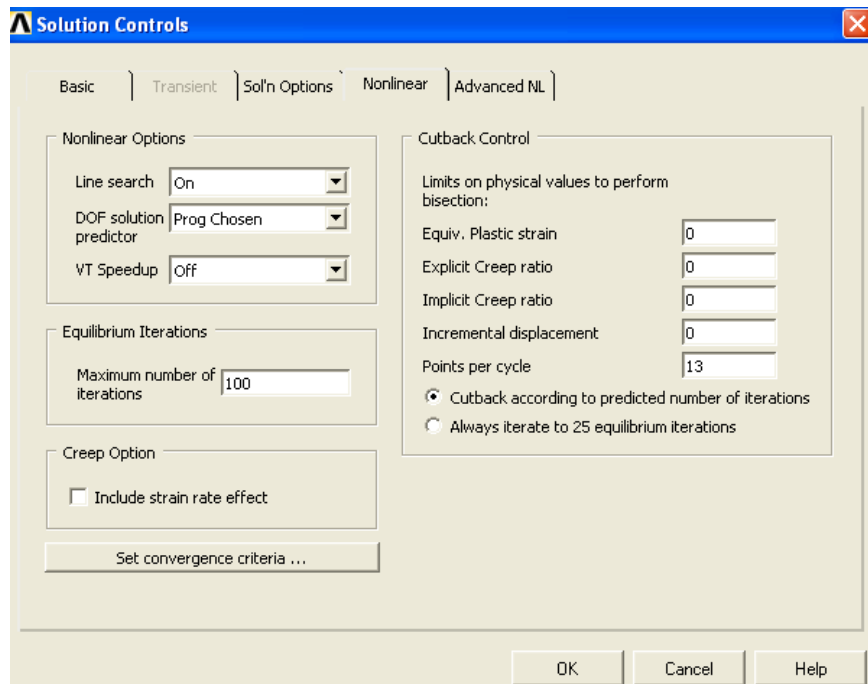 Solution Controls
Basic
Transient
Sol'n Options
Nonlinear
Advanced NL
Nonlinear Options
Line search
On
DOF solution
predictor
Prog Chosen
VT Speedup
Off
Equilibrium Iterations
Maximum number of
iterations
100
Creep Option
Include strain rate effect
Set convergence criteria ...
Cutback Control
Limits on physical values to perform
bisection:
Equiv. Plastic strain
0
Explicit Creep ratio
0
Implicit Creep ratio
0
Incremental displacement
0
Points per cycle
13
Cutback according to predicted number of iterations
Always iterate to 25 equilibrium iterations
OK
Cancel
Help